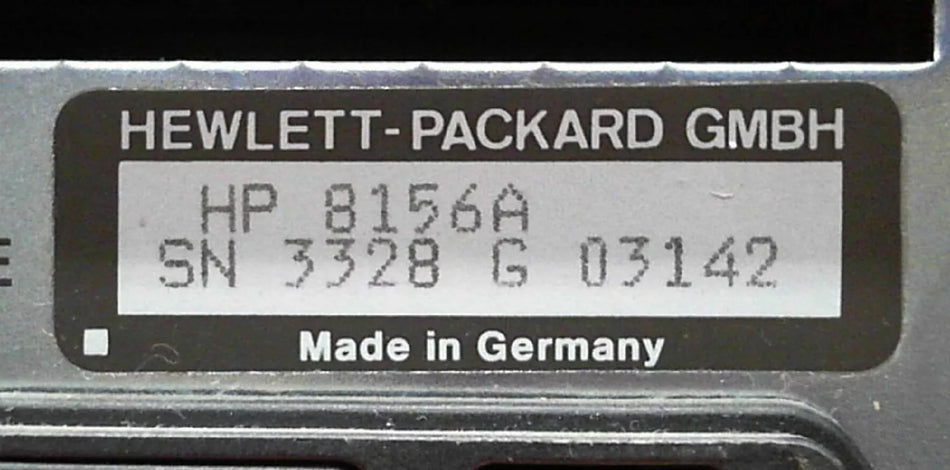 HEWLETT-PACKARD GMBH
HP 8156A
SN 3328 G 03142
Made in Germany
E